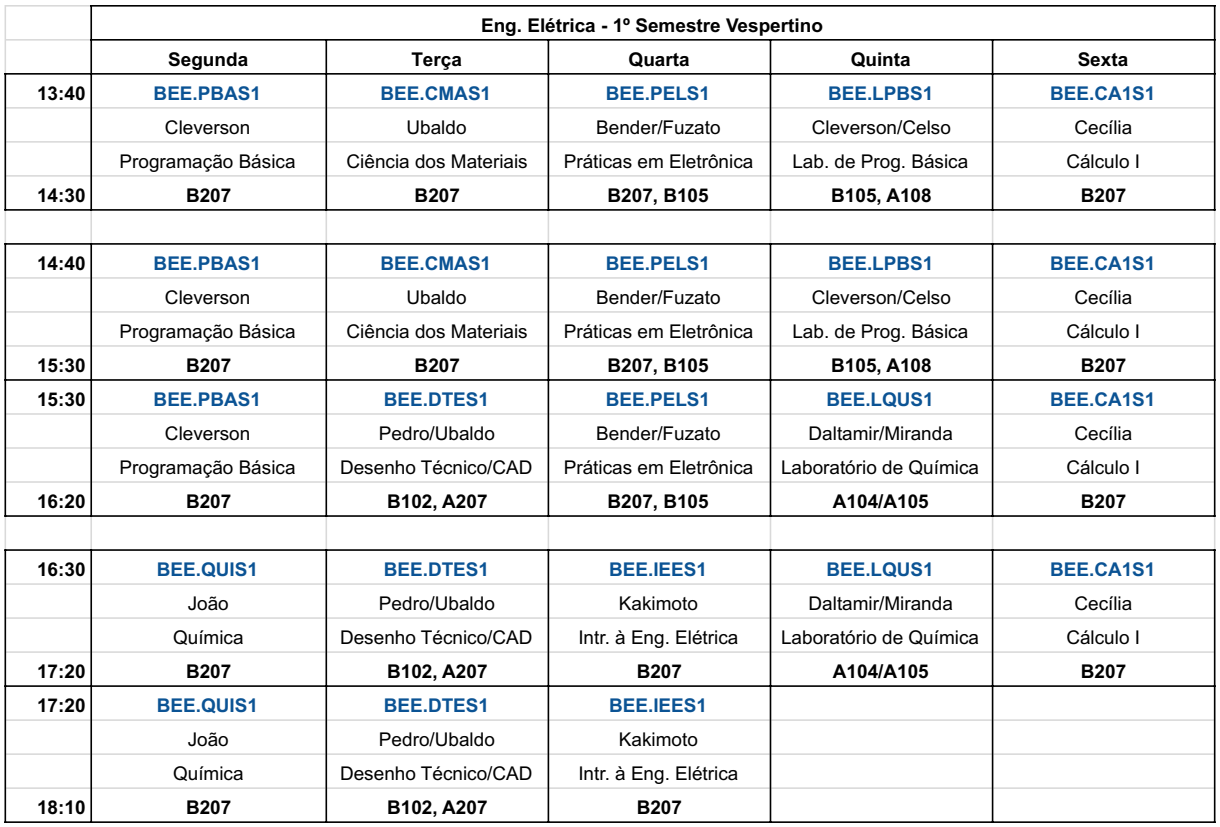 Eng. Elétrica - 1º Semestre Vespertino
Segunda Terça Quarta Quinta Sexta
13:40 BEE.PBAS1 BEE.CMAS1 BEE.PELS1 BEE.LPBS1 BEE.CA1S1
Cleverson Ubaldo Bender/Fuzato Cleverson/Celso Cecília
Programação Básica Ciência dos Materiais Práticas em Eletrônica Lab. de Prog. Básica Cálculo I
14:30 B207 B207 B207, B105 B105, A108 B207
14:40 BEE.PBAS1 BEE.CMAS1 BEE.PELS1 BEE.LPBS1 BEE.CA1S1
Cleverson Ubaldo Bender/Fuzato Cleverson/Celso Cecília
Programação Básica Ciência dos Materiais Práticas em Eletrônica Lab. de Prog. Básica Cálculo I
15:30 B207 B207 B207, B105 B105, A108 B207
15:30 BEE.PBAS1 BEE.DTES1 BEE.PELS1 BEE.LQUS1 BEE.CA1S1
Cleverson Pedro/Ubaldo Bender/Fuzato Daltamir/Miranda Cecília
Programação Básica Desenho Técnico/CAD Práticas em Eletrônica Laboratório de Química Cálculo I
16:20 B207 B102, A207 B207, B105 A104/A105 B207
16:30 BEE.QUIS1 BEE.DTES1 BEE.IEES1 BEE.LQUS1 BEE.CA1S1
João Pedro/Ubaldo Kakimoto Daltamir/Miranda Cecília
Química Desenho Técnico/CAD Intr. à Eng. Elétrica Laboratório de Química Cálculo I
17:20 B207 B102, A207 B207 A104/A105 B207
17:20 BEE.QUIS1 BEE.DTES1 BEE.IEES1
João Pedro/Ubaldo Kakimoto
Química Desenho Técnico/CAD Intr. à Eng. Elétrica
18:10 B207 B102, A207 B207